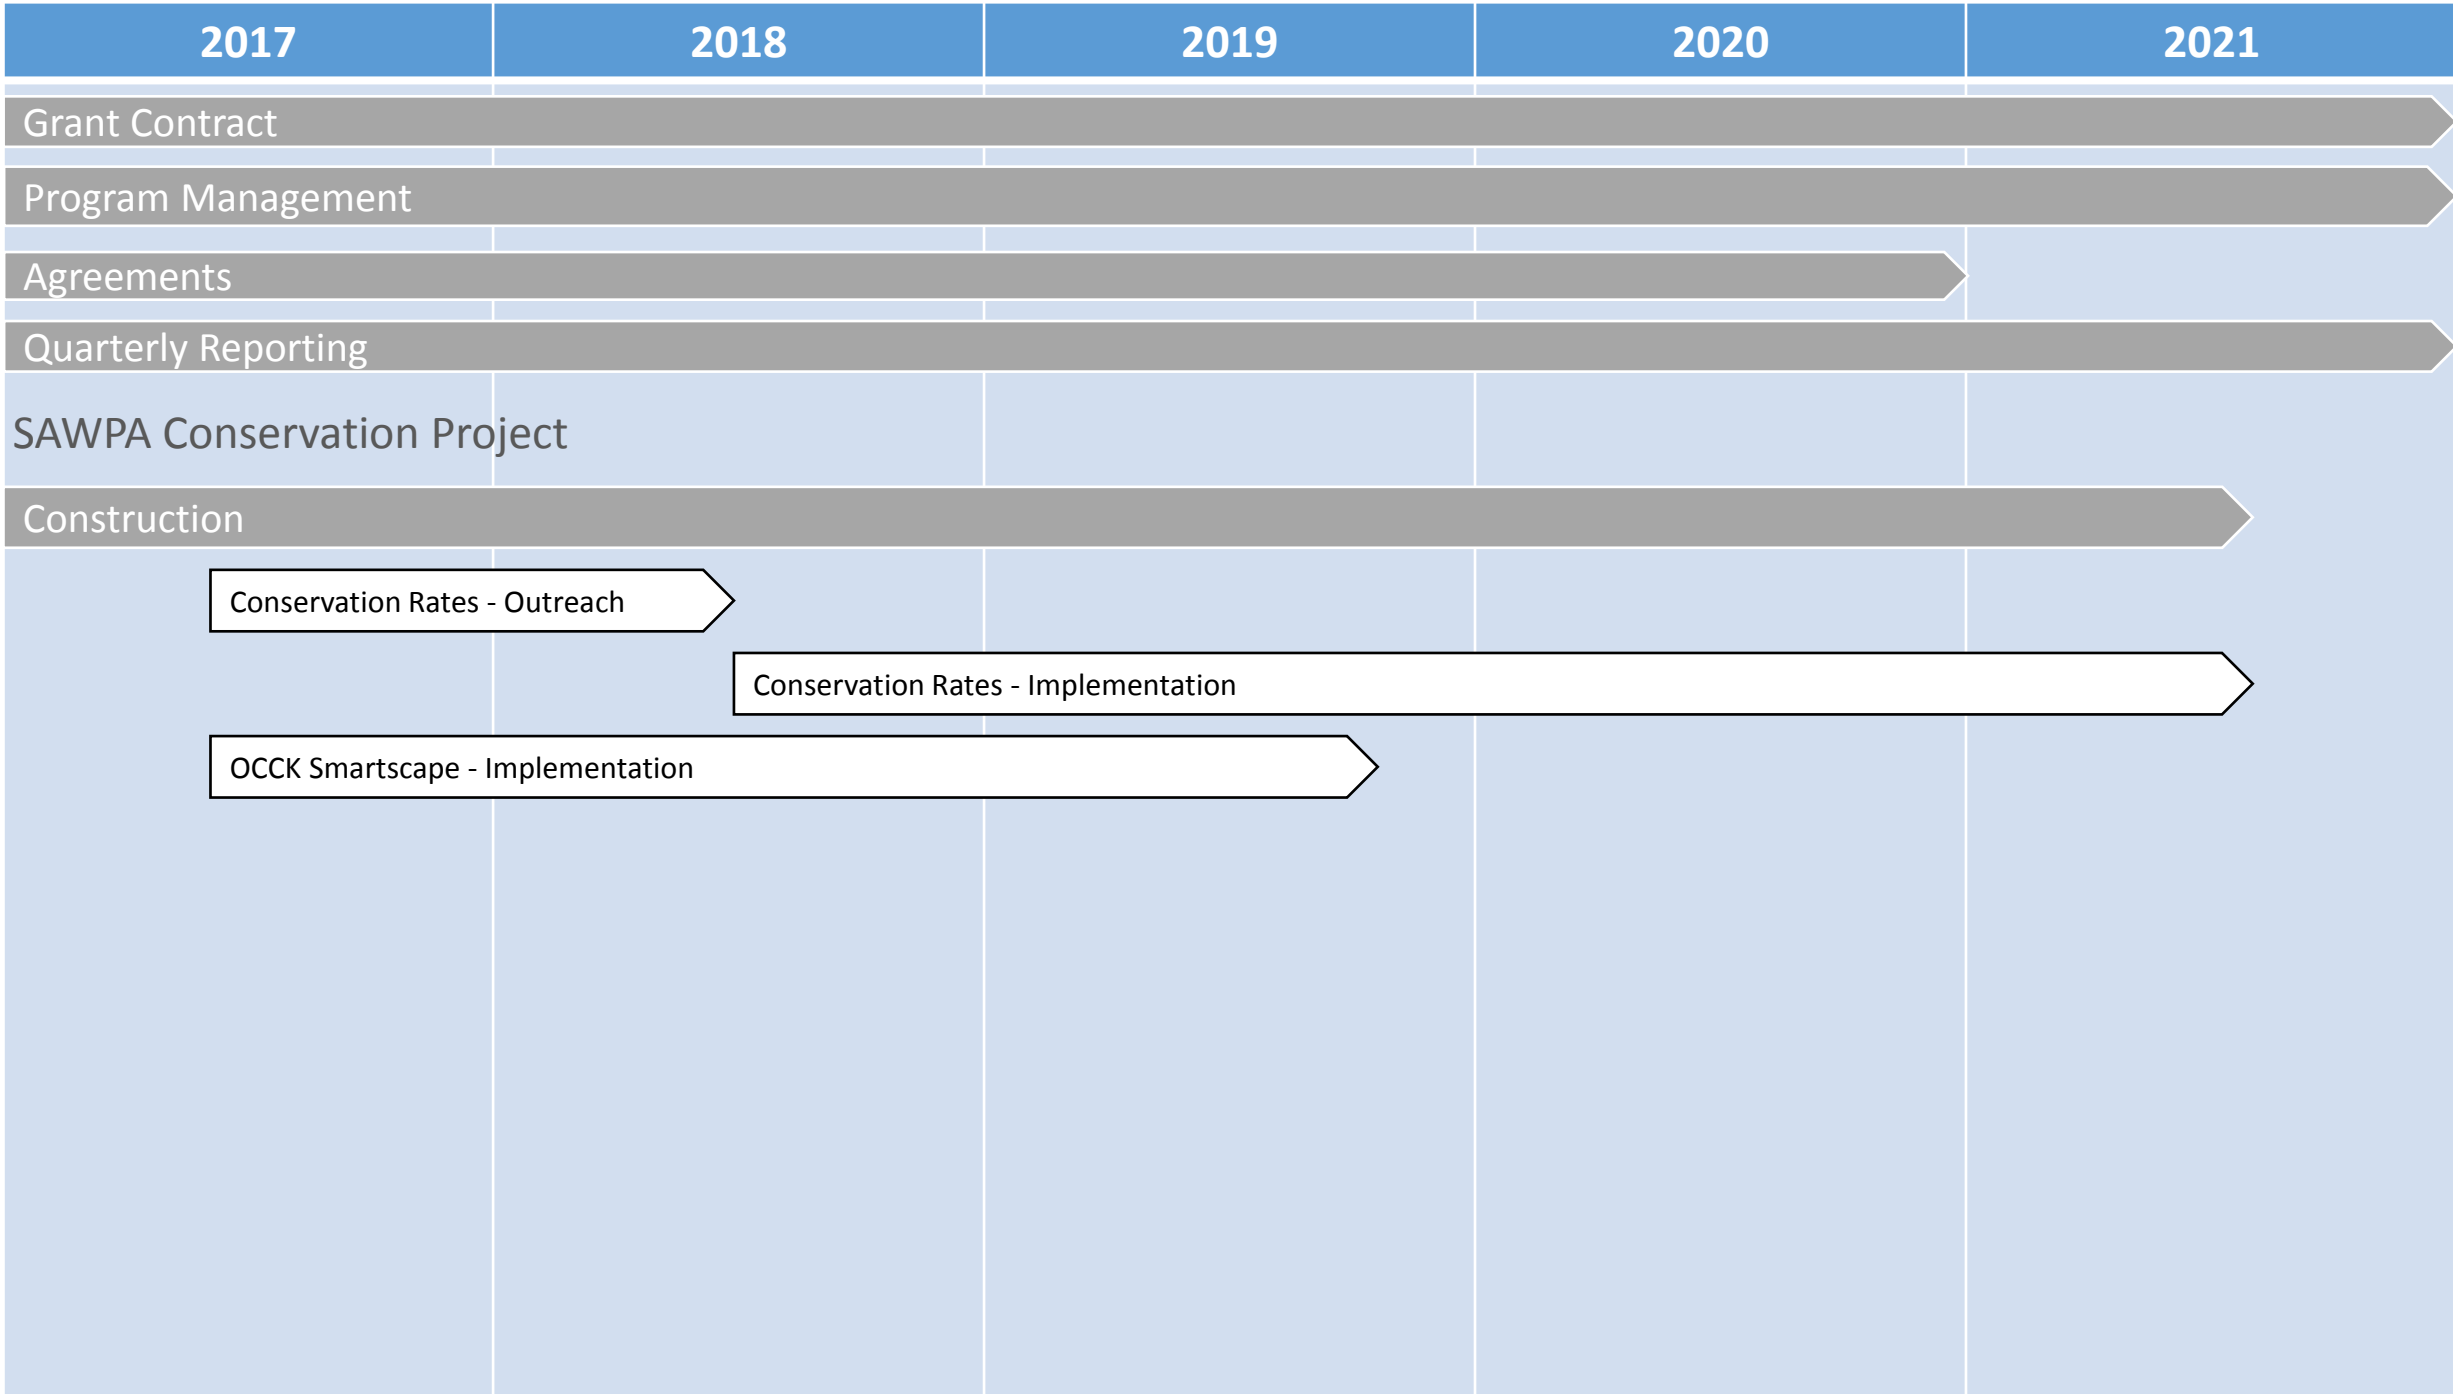 2017 2018 2019 2020 2021
Grant Contract
Program Management
Agreements
Quarterly Reporting
SAWPA Conservation Project
Construction
Conservation Rates - Outreach
Conservation Rates - Implementation
OCCK Smartscape - Implementation